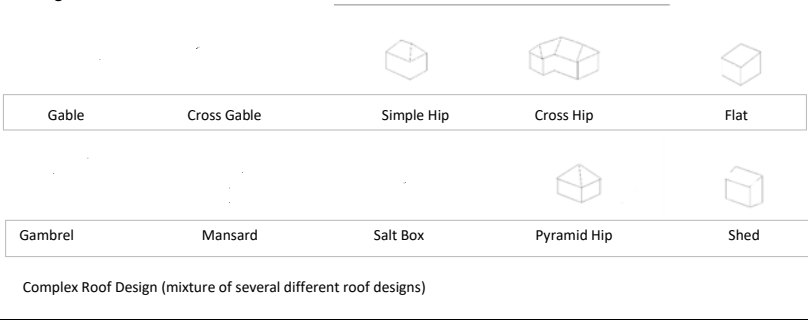 Gable Cross Gable Simple Hip Cross Hip Flat
Gambrel Mansard Salt Box Pyramid Hip Shed
Complex Roof Design (mixture of several different roof designs)